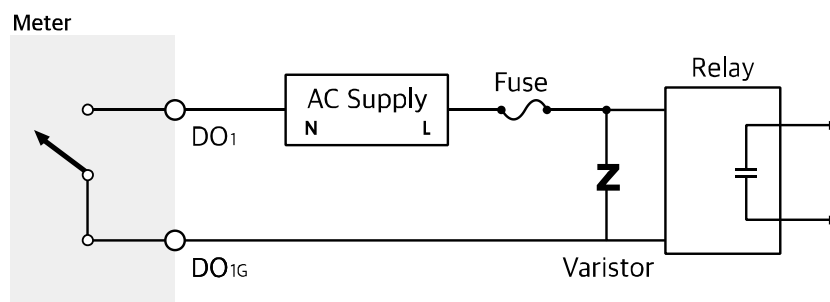 Meter
AC Supply
N
L
Fuse
Relay
DO1
DO1G
Varistor